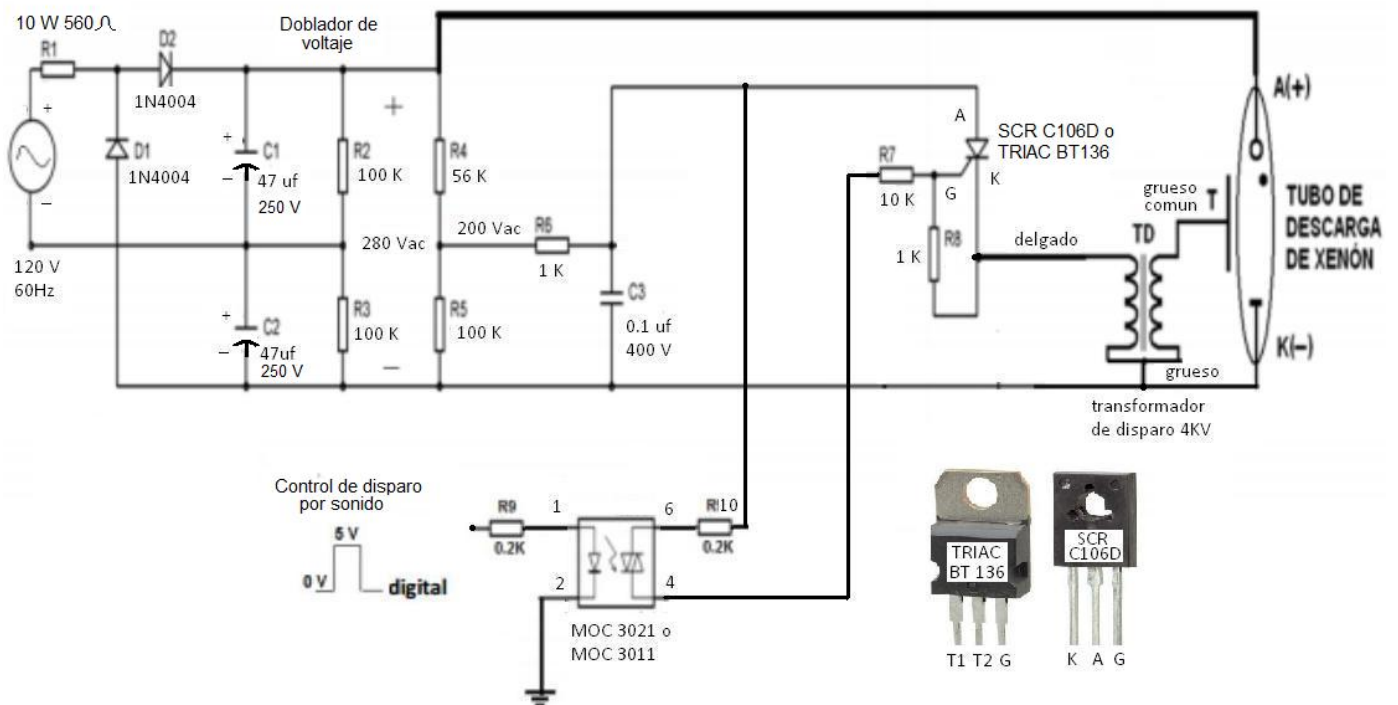 10 W 560
R1
D2
1N4004
Doblador de
voltaje
+
D1
1N4004
+
C1
–
47 uf
250 V
R2
100 K
+
R4
56 K
A
SCR C106D o
TRIAC BT136
A(+)
R7
10 K
G
K
R8
1 K
–
280 Vac
200 Vac
R6
1 K
delgado
grueso
comun
T
TD
TUBO DE
DESCARGA
DE XENÓN
120 V
60Hz
+
C2
–
47uf
250 V
R3
100 K
–
R5
100 K
C3
0.1 uf
400 V
K(–)
grueso
transformador
de disparo 4KV
Control de disparo
por sonido
5 V
0 V
digital
R9
0.2K
1
2
6
4
R!10
0.2K
MOC 3021 o
MOC 3011
TRIAC
BT 136
T1 T2 G
SCR
C106D
K A G